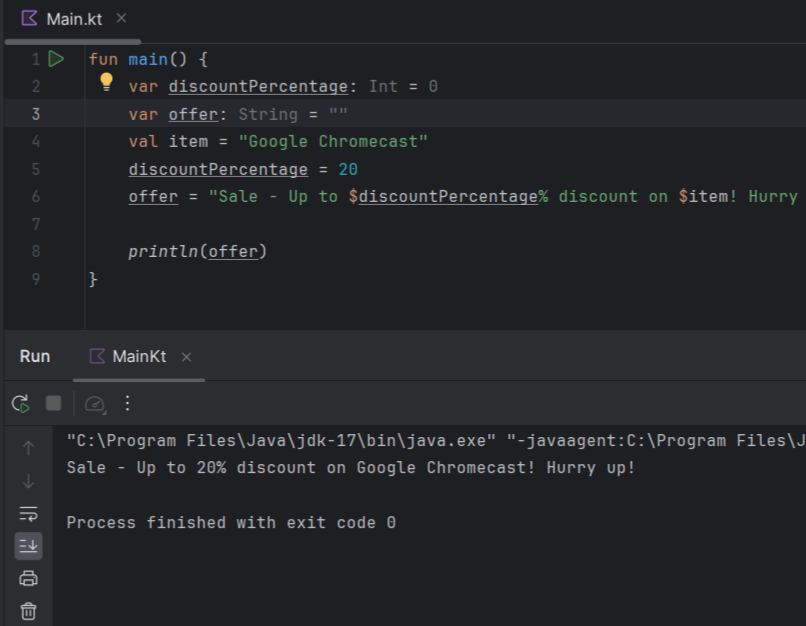 Main.kt
1 fun main() {
2 var discountPercentage: Int = 0
3 var offer: String = ""
4 val item = "Google Chromecast"
5 discountPercentage = 20
6 offer = "Sale - Up to $discountPercentage% discount on $item! Hurry
7
8 println(offer)
9 }
Run MainKt
"C:\Program Files\Java\jdk-17\bin\java.exe" "-javaagent:C:\Program Files\J
Sale - Up to 20% discount on Google Chromecast! Hurry up!
Process finished with exit code 0